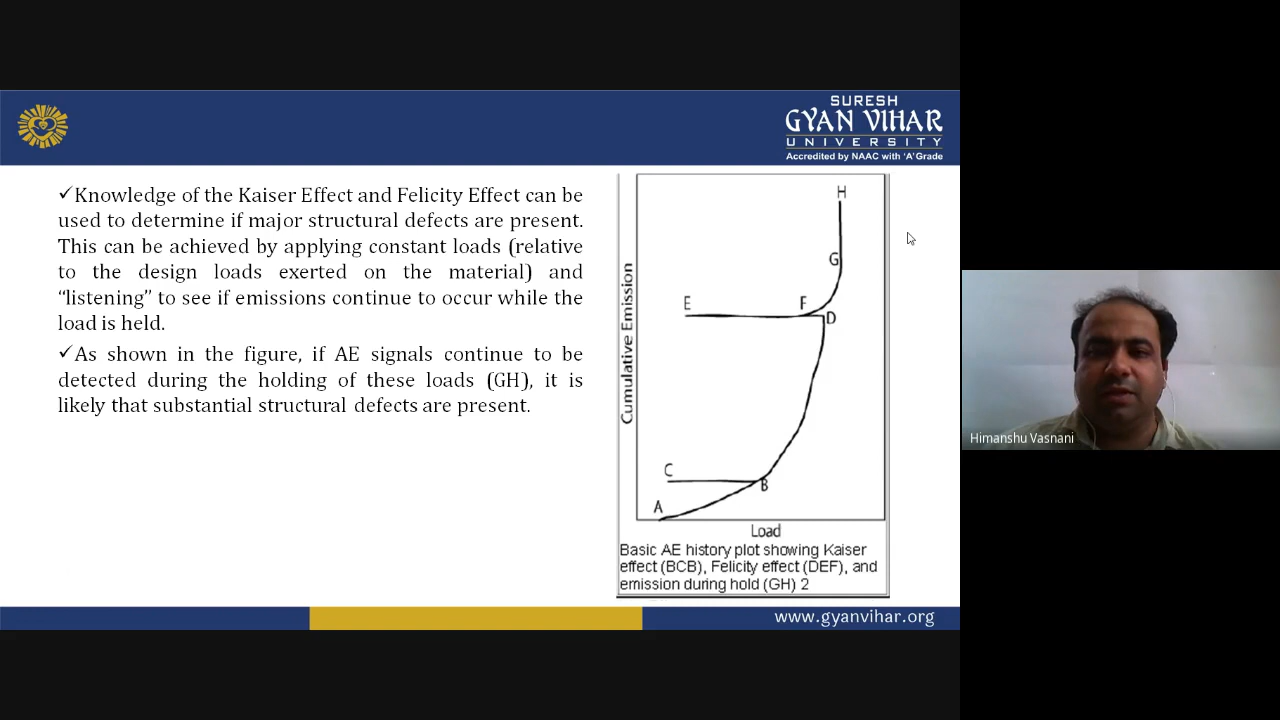 SURESH
GYAN VIHAR
UNIVERSITY
Accredited by NAAC with 'A' Grade
✓Knowledge of the Kaiser Effect and Felicity Effect can be
used to determine if major structural defects are present.
This can be achieved by applying constant loads (relative
to the design loads exerted on the material) and
“listening” to see if emissions continue to occur while the
load is held.
✓As shown in the figure, if AE signals continue to be
detected during the holding of these loads (GH), it is
likely that substantial structural defects are present.
H
G
E
F
D
Cumulative Emission
C
B
A
Load
Basic AE history plot showing Kaiser
effect (BCB), Felicity effect (DEF), and
emission during hold (GH) 2
www.gyanvihar.org
Himanshu Vasnani